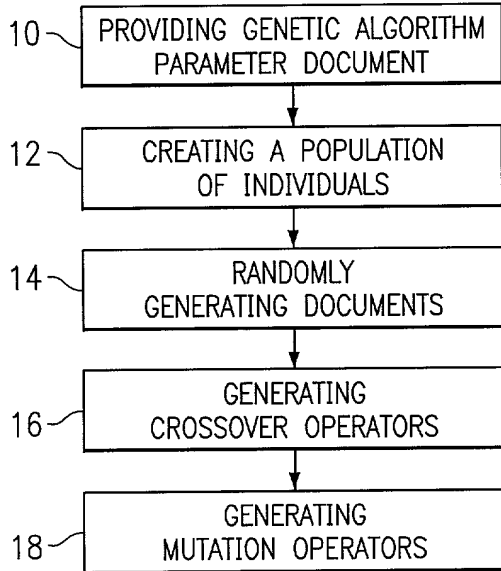 10
PROVIDING GENETIC ALGORITHM
PARAMETER DOCUMENT
12
CREATING A POPULATION
OF INDIVIDUALS
14
RANDOMLY
GENERATING DOCUMENTS
16
GENERATING
CROSSOVER OPERATORS
18
GENERATING
MUTATION OPERATORS